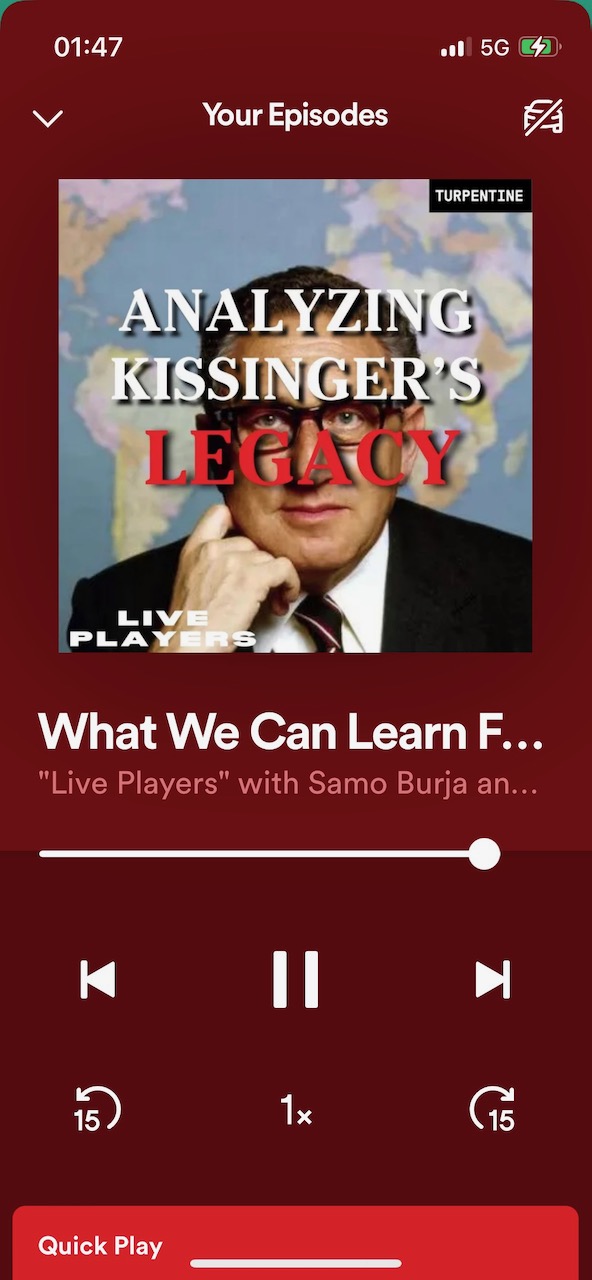 01:47
5G
Your Episodes
TURPENTINE
ANALYZING
KISSINGER'S
LEGACY
LIVE
PLAYERS
What We Can Learn F...
"Live Players" with Samo Burja an...
15
1x
15
Quick Play